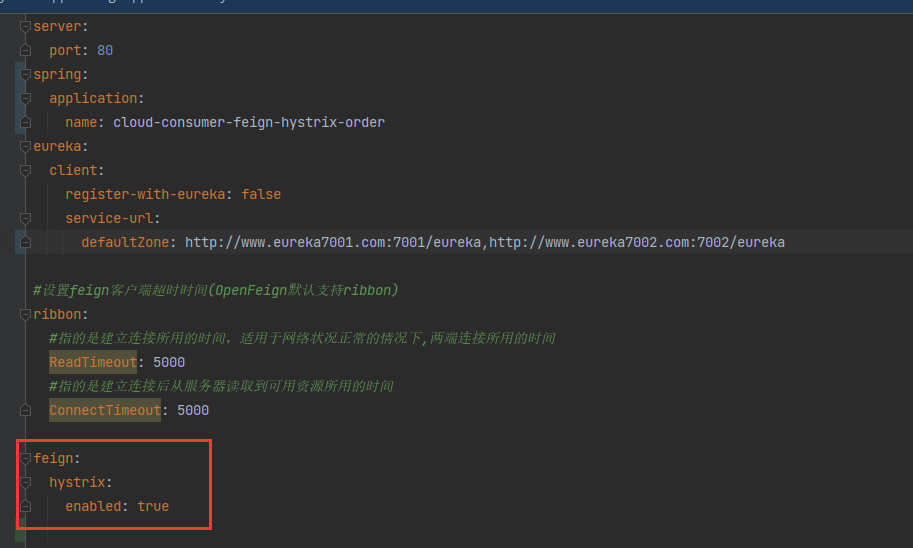 server:
port: 80
spring:
application:
name: cloud-consumer-feign-hystrix-order
eureka:
client:
register-with-eureka: false
service-url:
defaultZone: http://www.eureka7001.com:7001/eureka,http://www.eureka7002.com:7002/eureka
#设置feign客户端超时时间(OpenFeign默认支持ribbon)
ribbon:
#指的是建立连接所用的时间，适用于网络状况正常的情况下,两端连接所用的时间
ReadTimeout: 5000
#指的是建立连接后从服务器读取到可用资源所用的时间
ConnectTimeout: 5000
feign:
hystrix:
enabled: true